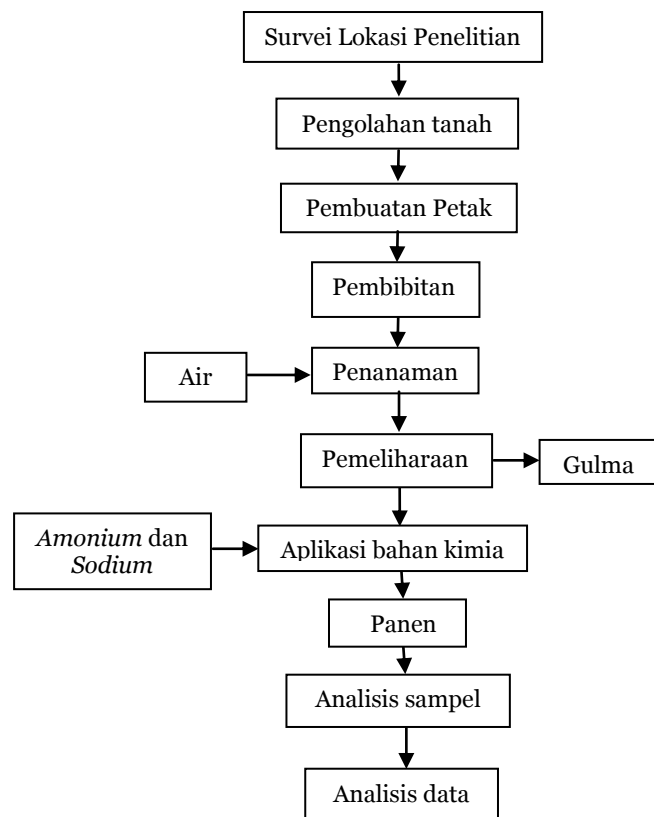 Survei Lokasi Penelitian
Pengolahan tanah
Pembuatan Petak
Pembibitan
Air
Penanaman
Pemeliharaan
Gulma
Amonium dan
Sodium
Aplikasi bahan kimia
Panen
Analisis sampel
Analisis data